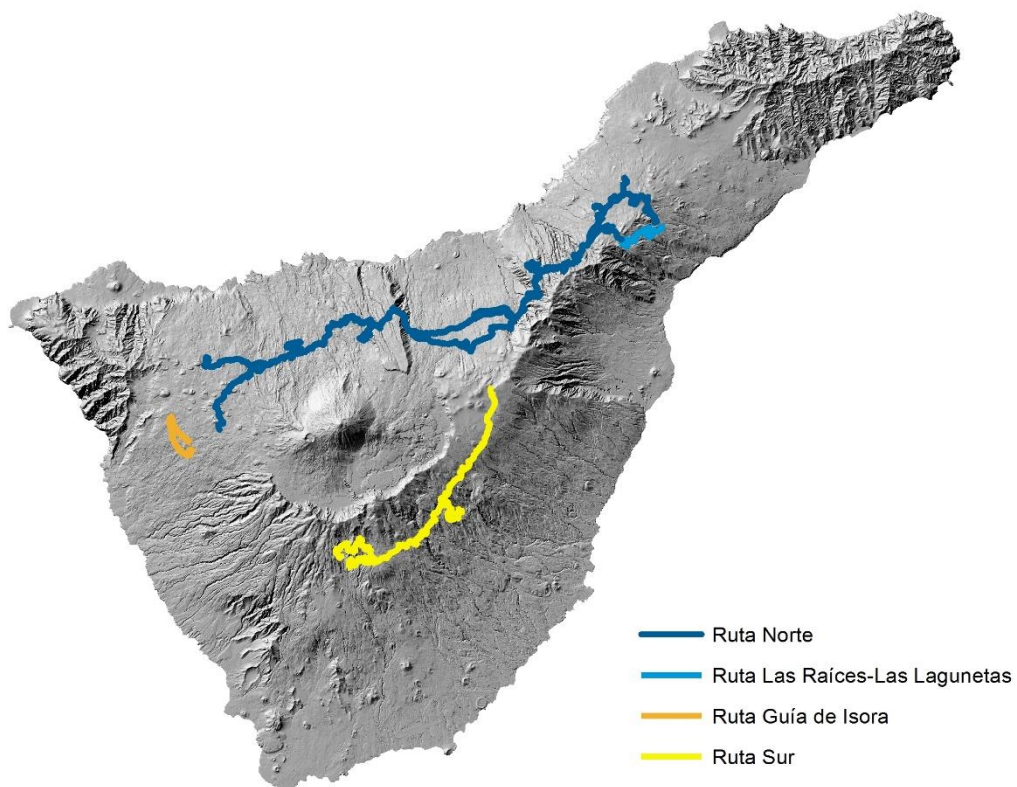 Ruta Norte
Ruta Las Raíces-Las Lagunetas
Ruta Guía de Isora
Ruta Sur